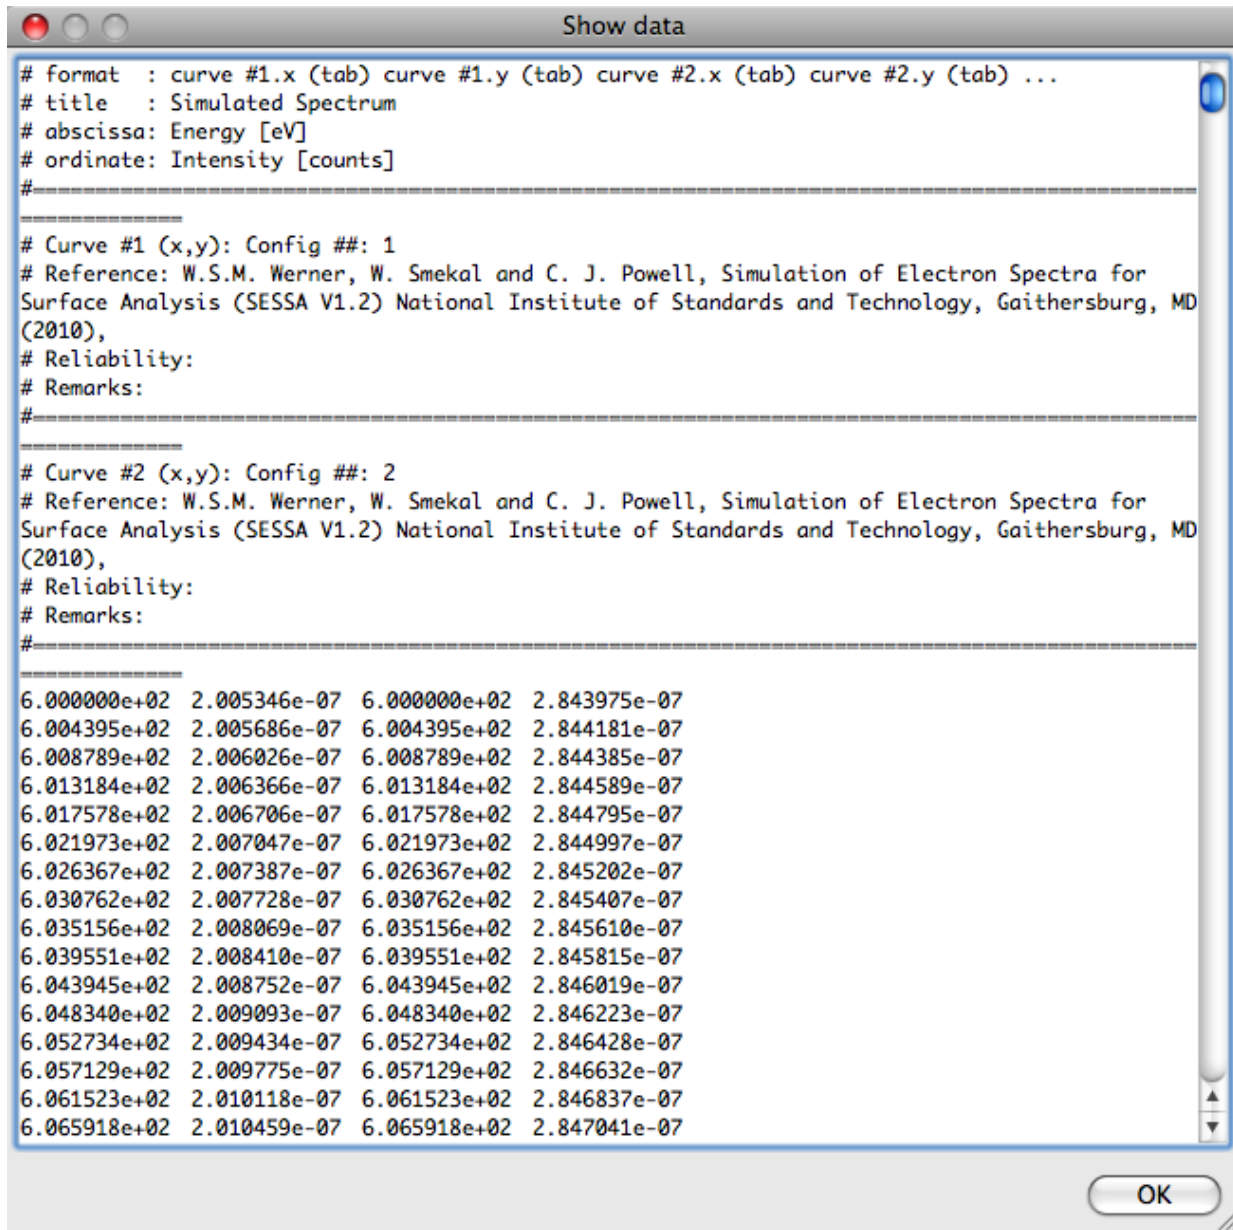 Show data
# format  : curve #1.x (tab) curve #1.y (tab) curve #2.x (tab) curve #2.y (tab) ...
# title   : Simulated Spectrum
# abscissa: Energy [eV]
# ordinate: Intensity [counts]
#=============================================================================================
=============
# Curve #1 (x,y): Config ##: 1
# Reference: W.S.M. Werner, W. Smekal and C. J. Powell, Simulation of Electron Spectra for
Surface Analysis (SESSA V1.2) National Institute of Standards and Technology, Gaithersburg, MD
(2010),
# Reliability:
# Remarks:
#=============================================================================================
=============
# Curve #2 (x,y): Config ##: 2
# Reference: W.S.M. Werner, W. Smekal and C. J. Powell, Simulation of Electron Spectra for
Surface Analysis (SESSA V1.2) National Institute of Standards and Technology, Gaithersburg, MD
(2010),
# Reliability:
# Remarks:
#=============================================================================================
=============
6.000000e+02 2.005346e-07 6.000000e+02 2.843975e-07
6.004395e+02 2.005686e-07 6.004395e+02 2.844181e-07
6.008789e+02 2.006026e-07 6.008789e+02 2.844385e-07
6.013184e+02 2.006366e-07 6.013184e+02 2.844589e-07
6.017578e+02 2.006706e-07 6.017578e+02 2.844795e-07
6.021973e+02 2.007047e-07 6.021973e+02 2.844997e-07
6.026367e+02 2.007387e-07 6.026367e+02 2.845202e-07
6.030762e+02 2.007728e-07 6.030762e+02 2.845407e-07
6.035156e+02 2.008069e-07 6.035156e+02 2.845610e-07
6.039551e+02 2.008410e-07 6.039551e+02 2.845815e-07
6.043945e+02 2.008752e-07 6.043945e+02 2.846019e-07
6.048340e+02 2.009093e-07 6.048340e+02 2.846223e-07
6.052734e+02 2.009434e-07 6.052734e+02 2.846428e-07
6.057129e+02 2.009775e-07 6.057129e+02 2.846632e-07
6.061523e+02 2.010118e-07 6.061523e+02 2.846837e-07
6.065918e+02 2.010459e-07 6.065918e+02 2.847041e-07
OK